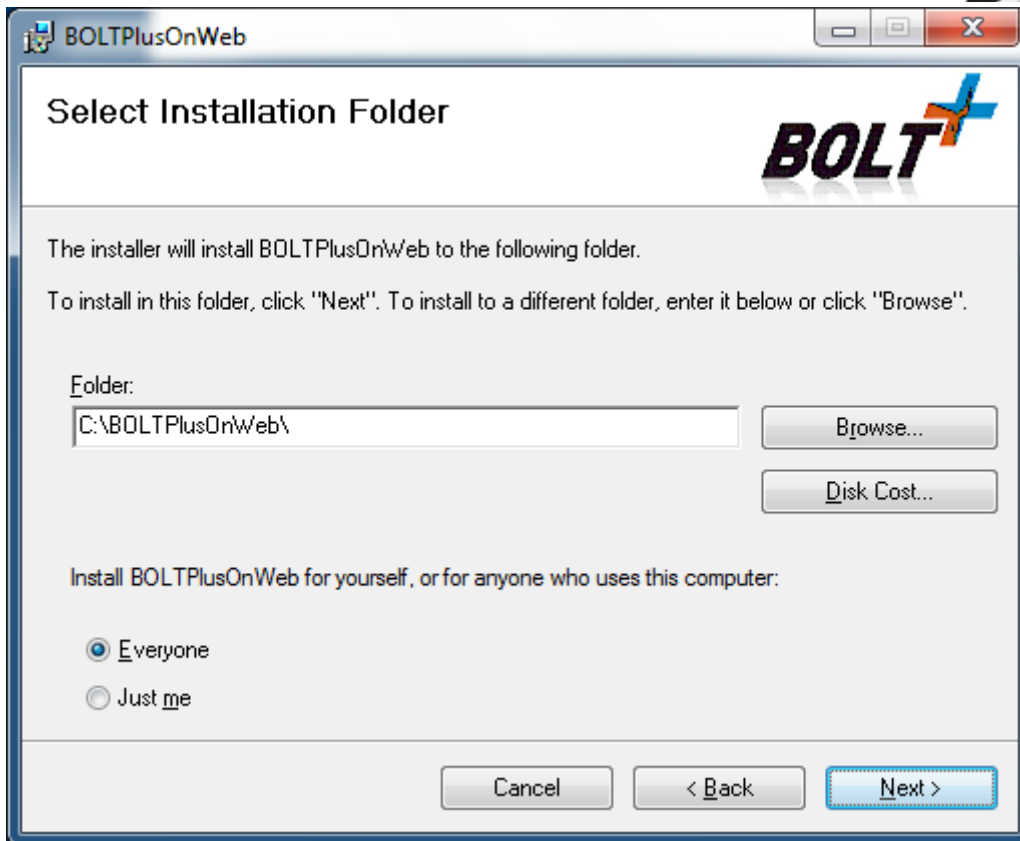 BOLTPlusOnWeb
Select Installation Folder
BOLT
The installer will install BOLTPlusOnWeb to the following folder.
To install in this folder, click "Next". To install to a different folder, enter it below or click "Browse".
Folder:
C:\BOLTPlusOnWeb\
Browse...
Disk Cost...
Install BOLTPlusOnWeb for yourself, or for anyone who uses this computer:
Everyone
Just me
Cancel
< Back
Next >